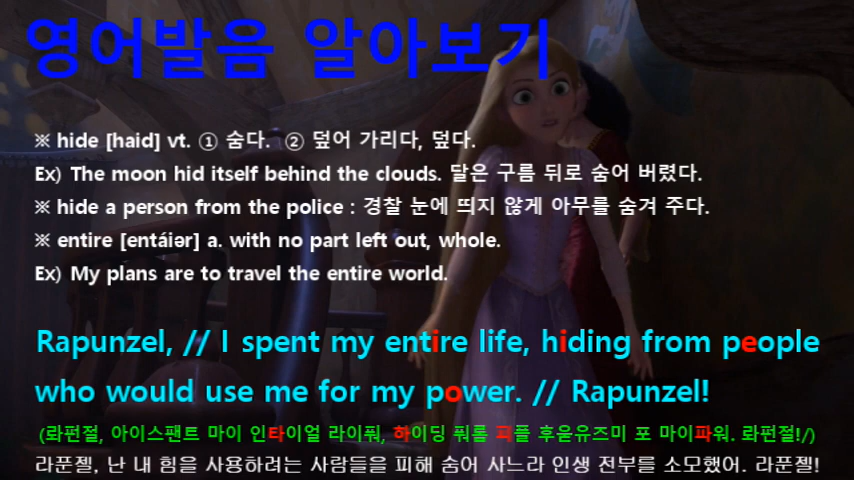 영어발음 알아보기
※ hide [haid] vt. ① 숨다. ② 덮어 가리다, 덮다.
Ex) The moon hid itself behind the clouds. 달은 구름 뒤로 숨어 버렸다.
※ hide a person from the police : 경찰 눈에 띄지 않게 아무를 숨겨 주다.
※ entire [entáiər] a. with no part left out, whole.
Ex) My plans are to travel the entire world.
Rapunzel, // I spent my entire life, hiding from people
who would use me for my power. // Rapunzel!
(롸펀절, 아이스팬트 마이 인타이얼 라이풔, 하이딩 풔롬 피플 후욷유즈미 포 마이파워. 롸펀절!/)
라푼젤, 난 내 힘을 사용하려는 사람들을 피해 숨어 사느라 인생 전부를 소모했어. 라푼젤!